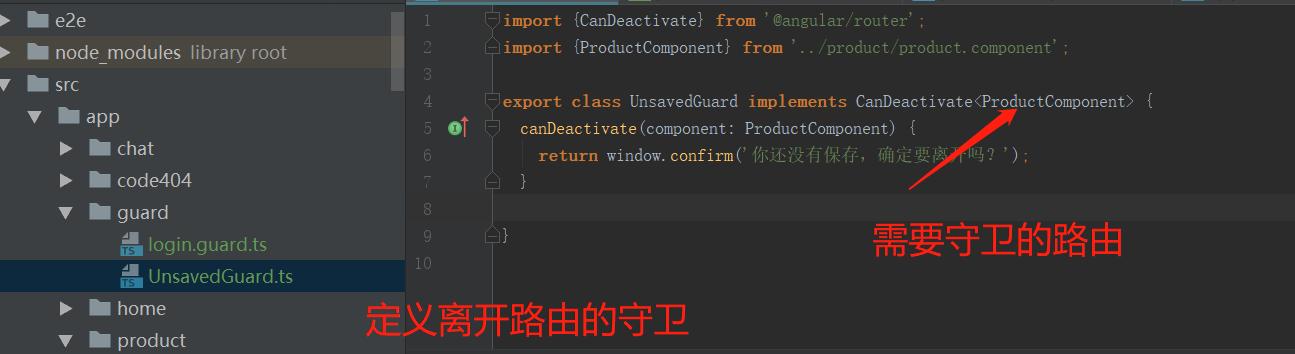 e2e
node_modules library root
src
app
chat
code404
guard
login.guard.ts
UnsavedGuard.ts
home
product
1 import {CanDeactivate} from '@angular/router';
2 import {ProductComponent} from '../product/product.component';
3
4 export class UnsavedGuard implements CanDeactivate<ProductComponent> {
5 canDeactivate(component: ProductComponent) {
6 return window.confirm('你还没有保存，确定要离开吗？');
7 }
8
9 }
10
需要守卫的路由
定义离开路由的守卫